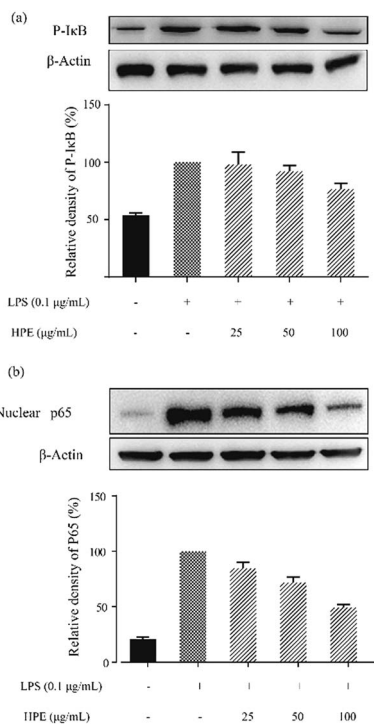 (a)
P-IκB
β-Actin
150
100
50
Relative density of P-IκB (%)
LPS (0.1 μg/mL) - + + + +
HPE (μg/mL) - - 25 50 100
(b)
Nuclear p65
β-Actin
150
100
50
0
Relative density of P65 (%)
LPS (0.1 μg/mL) - ı ı ı ı
HPE (μg/mL) - - 25 50 100